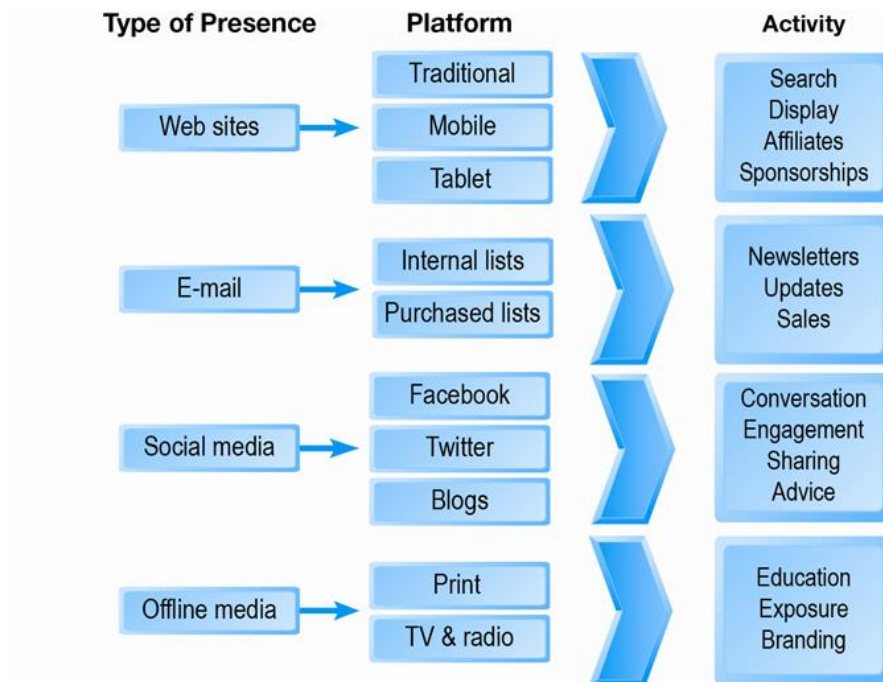 Type of Presence
Platform
Activity
Web sites
Traditional
Mobile
Tablet
Search
Display
Affiliates
Sponsorships
E-mail
Internal lists
Purchased lists
Newsletters
Updates
Sales
Social media
Facebook
Twitter
Blogs
Conversation
Engagement
Sharing
Advice
Offline media
Print
TV & radio
Education
Exposure
Branding